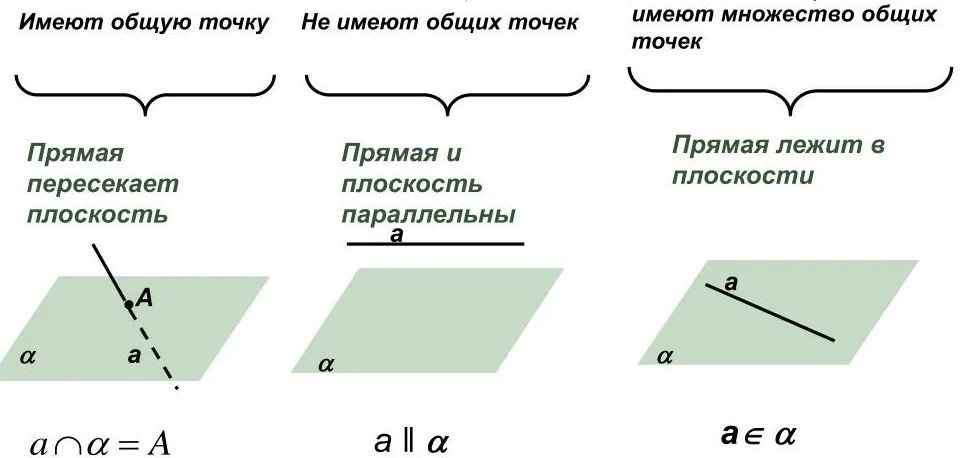 Имеют общую точку
Не имеют общих точек
имеют множество общих
точек
Прямая
пересекает
плоскость
Прямая и
плоскость
параллельны
Прямая лежит в
плоскости
A
α
a
a
α
a
α
a ∩ α = A
a ∥ α
a ∈ α